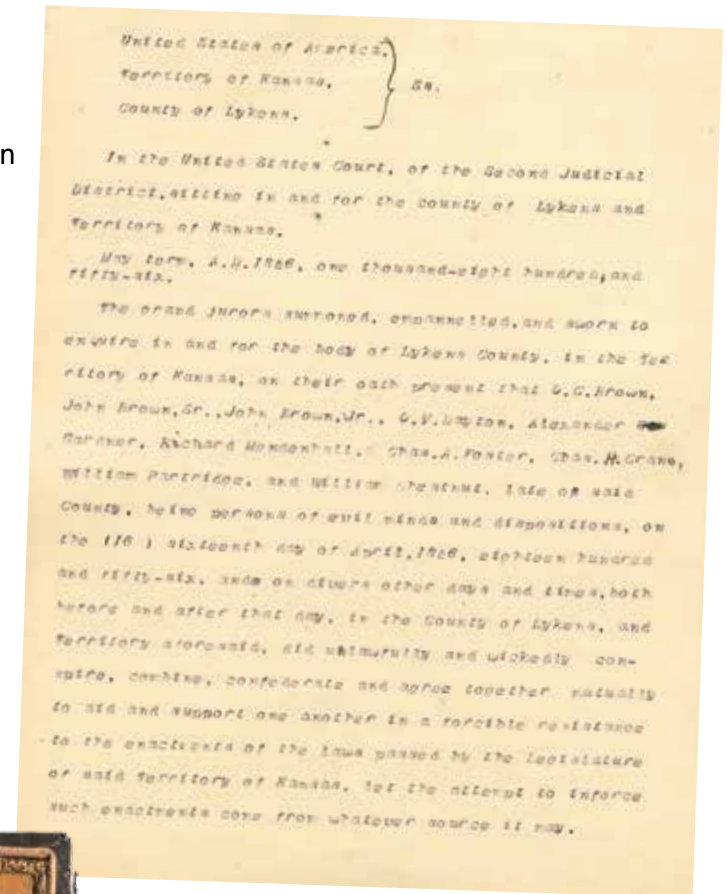 on
United States of America,
Territory of Kansas,
County of Lykens,
SS.
In the United States Court, of the Second Judicial
District,sitting in and for the county of Lykens and
Territory of Kansas.
May term, A.D.1856, one thousand-eight hundred,and
fifty-six.
The grand jurors summoned, empannelled,and sworn to
enquire in and for the body of Lykens County, in the Ter
ritory of Kansas, on their oath present that O.C.Brown,
John Brown,Sr.,John Brown,Jr., O.V.Dayton, Alexander
Gardner, Richard Mendenhall, Chas.A.Foster, Chas.H.Crane,
William Partridge, and William Chestnut, late of said
County, being persons of evil minds and dispositions, on
the (16 ) sixteenth day of April,1856, eighteen hundred
and fifty-six, ands on divers other days and times,both
before and after that day, in the County of Lykens, and
Territory aforesaid, did unlawfully and wickedly con-
spire, combine, confederate and agree together mutually
to aid and support one another in a forcible resistance
to the enactments of the laws passed by the Legislature
of said Territory of Kansas, let the attempt to inforce
such enactments come from whatever source it may.